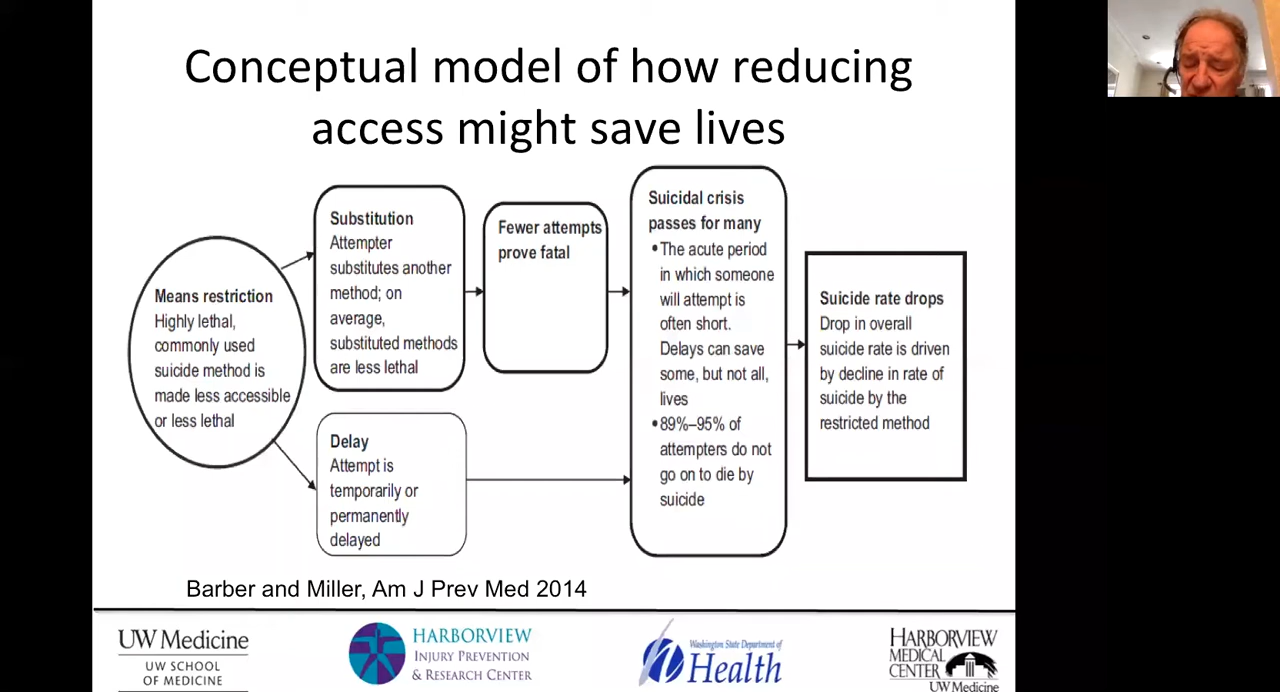 Conceptual model of how reducing
access might save lives
Means restriction
Highly lethal,
commonly used
suicide method is
made less accessible
or less lethal
Substitution
Attempter
substitutes another
method; on
average,
substituted methods
are less lethal
Delay
Attempt is
temporarily or
permanently
delayed
Fewer attempts
prove fatal
Suicidal crisis
passes for many
•The acute period
in which someone
will attempt is
often short.
Delays can save
some, but not all,
lives
•89%–95% of
attempters do not
go on to die by
suicide
Suicide rate drops
Drop in overall
suicide rate is driven
by decline in rate of
suicide by the
restricted method
Barber and Miller, Am J Prev Med 2014
UW Medicine
UW SCHOOL
OF MEDICINE
HARBORVIEW
INJURY PREVENTION
& RESEARCH CENTER
Washington State Department of
Health
HARBORVIEW
MEDICAL
CENTER
UW Medicine